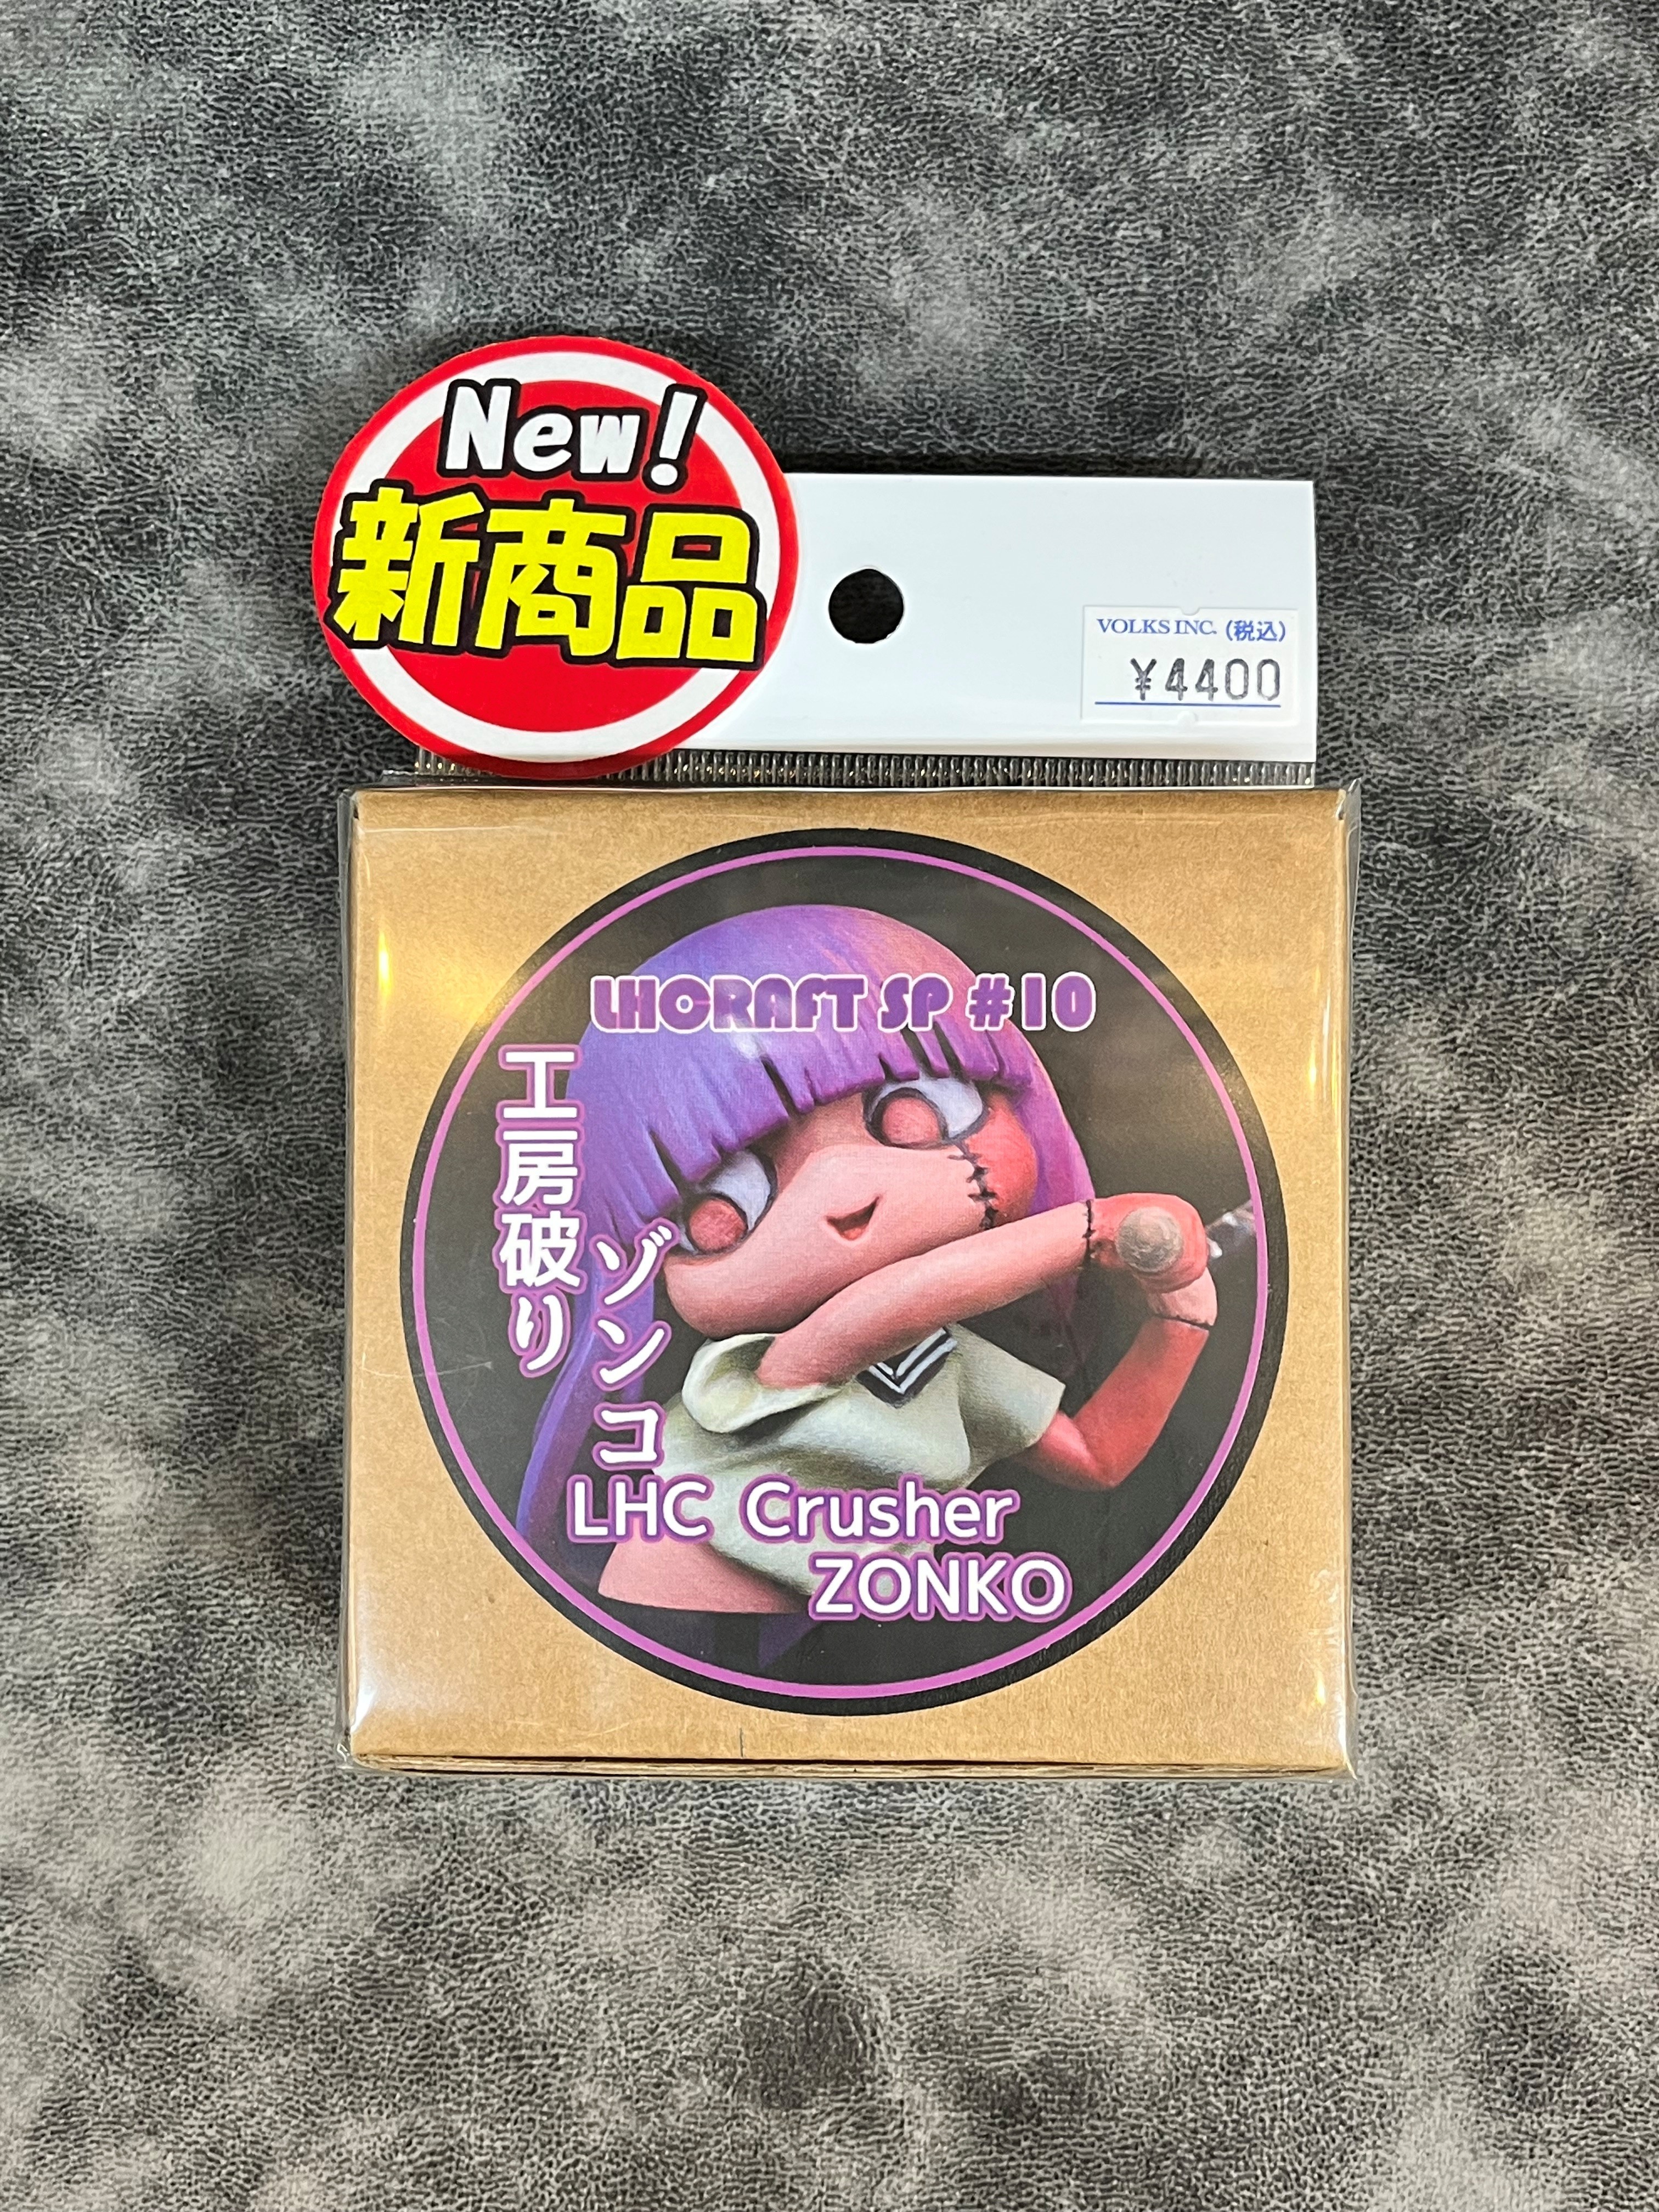 New!
新商品
VOLKS INC. (税込)
¥4400
LHCRAFT SP #10
工房破り
ゾンコ
LHC Crusher
ZONKO